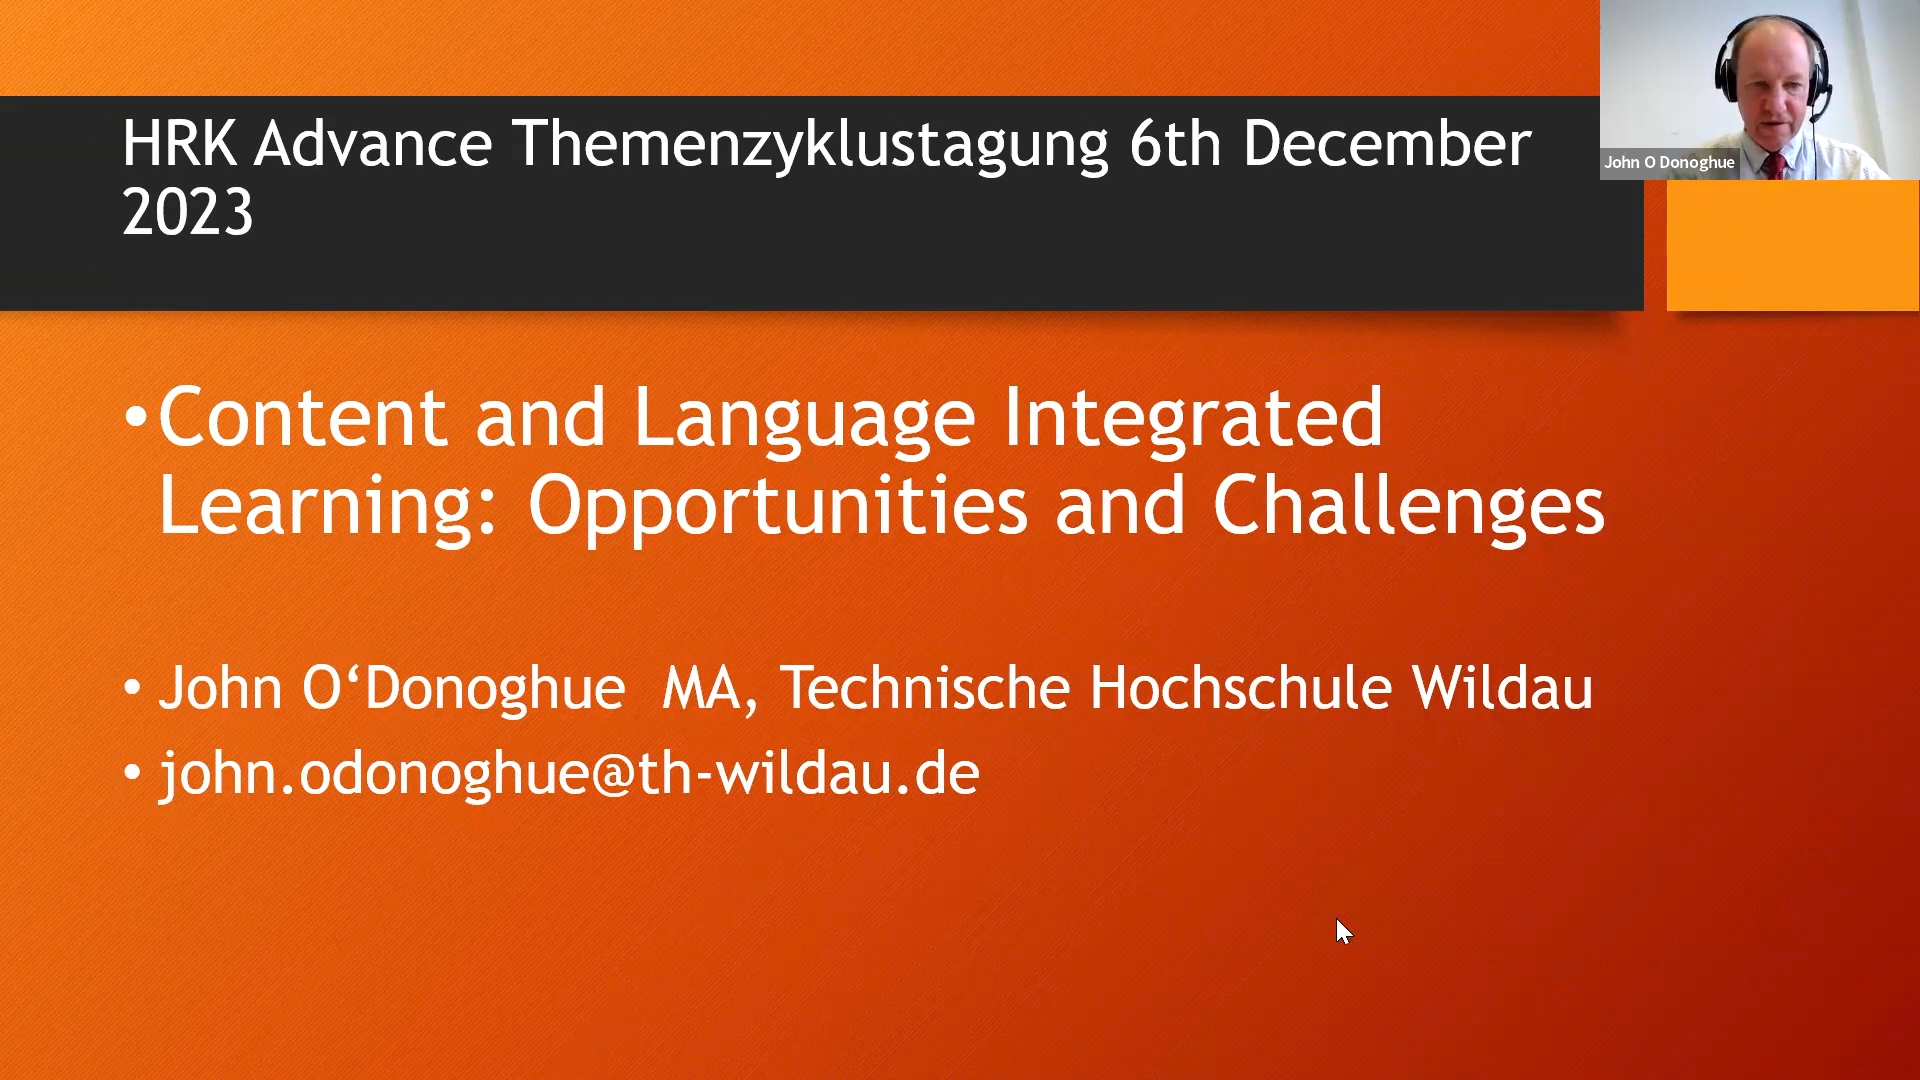 HRK Advance Themenzyklustagung 6th December
2023
John O Donoghue
•Content and Language Integrated
Learning: Opportunities and Challenges
• John O‘Donoghue  MA, Technische Hochschule Wildau
• john.odonoghue@th-wildau.de